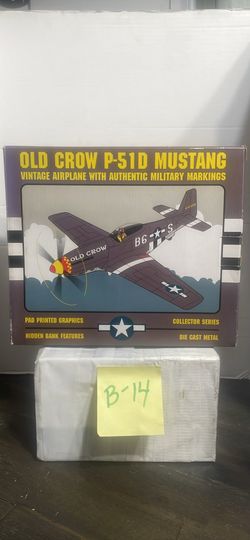 OLD CROW P-51D MUSTANG
VINTAGE AIRPLANE WITH AUTHENTIC MILITARY MARKINGS
OLD CROW
B6 S
PAD PRINTED GRAPHICS
COLLECTOR SERIES
HIDDEN BANK FEATURES
DIE CAST METAL
B-14